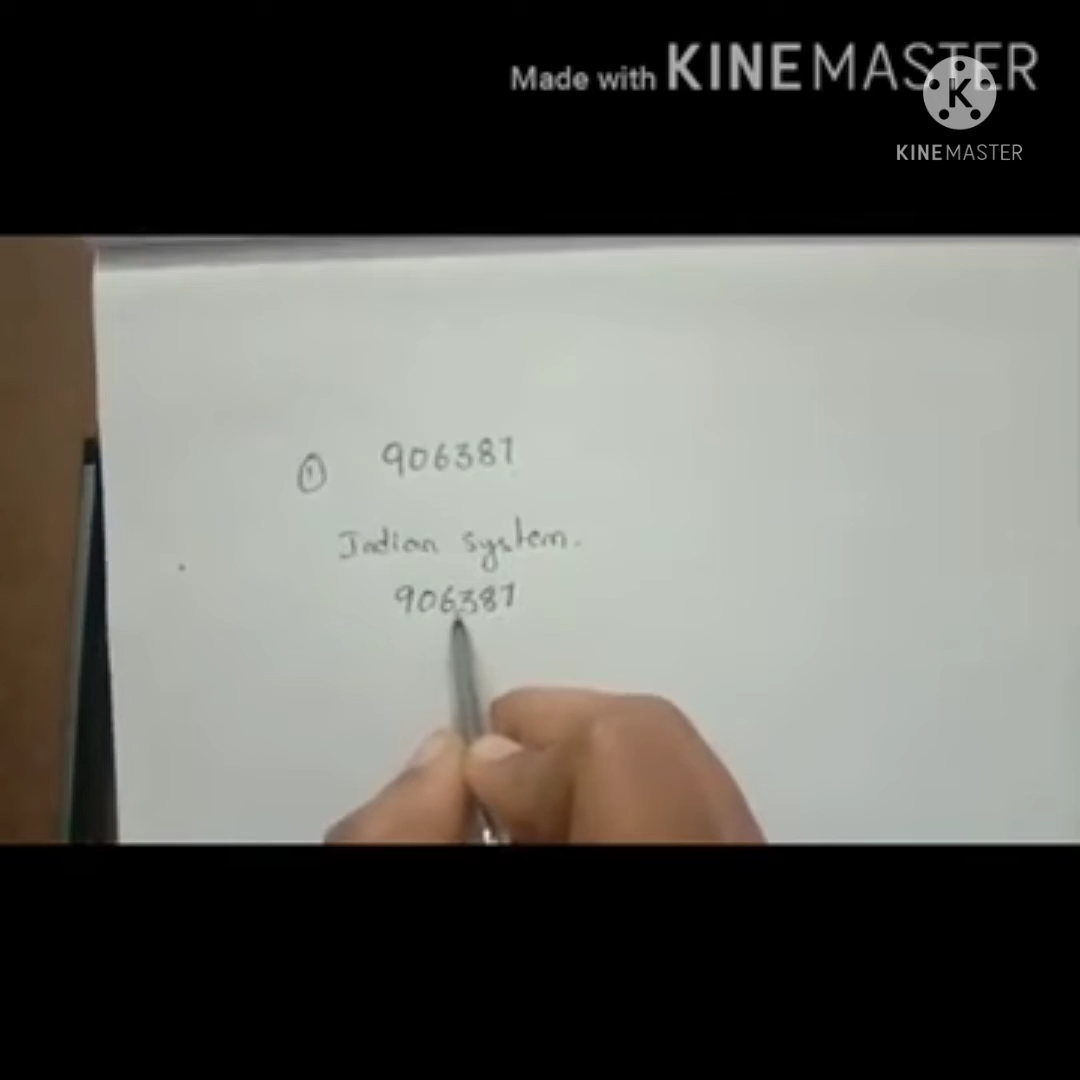 Made with KINEMASTER
K
KINEMASTER
① 906387
Indian system.
906387